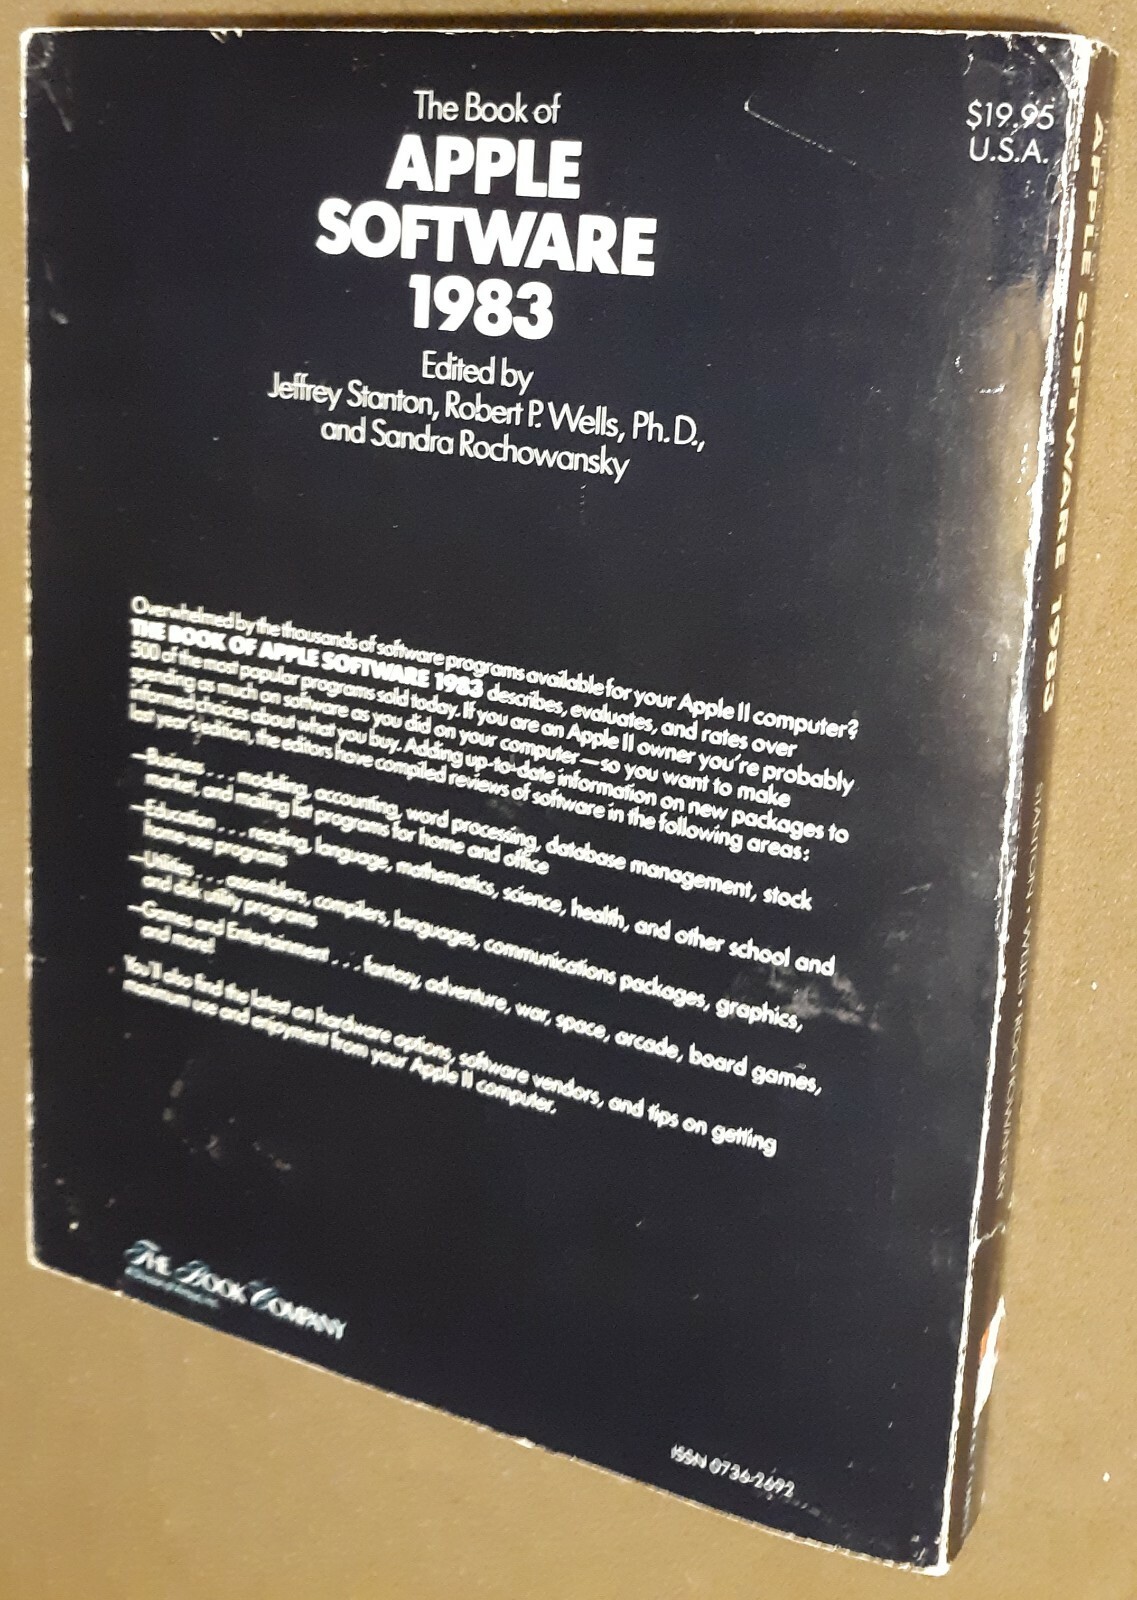 The Book of
APPLE
SOFTWARE
1983
Edited by
Jeffrey Stanton, Robert P. Wells, Ph.D.,
and Sandra Rochowansky
$19.95
U.S.A.
Overwhelmed by the thousands of software programs available for your Apple II computer?
THE BOOK OF APPLE SOFTWARE 1983 describes, evaluates, and rates over
500 of the most popular programs sold today. If you are an Apple II owner you're probably
spending as much on software as you did on your computer—so you want to make
informed choices about what you buy. Adding up-to-date information on new packages to
last year's edition, the editors have compiled reviews of software in the following areas:
—Business . . . modeling, accounting, word processing, database management, stock
market, and mailing list programs for home and office
—Education . . . reading, language, mathematics, science, health, and other school and
home-use programs
—Utilities . . . assemblers, compilers, languages, communications packages, graphics,
and disk utility programs
—Games and Entertainment . . . fantasy, adventure, war, space, arcade, board games,
and more!
You'll also find the latest on hardware options, software vendors, and tips on getting
maximum use and enjoyment from your Apple II computer.
THE BOOK COMPANY
ISSN 0736-2692
APPLE SOFTWARE 1983
STANTON • WELLS • ROCHOWANSKY